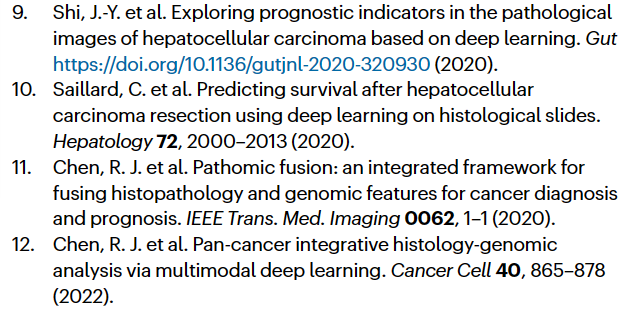 9. Shi, J.-Y. et al. Exploring prognostic indicators in the pathological
images of hepatocellular carcinoma based on deep learning. Gut
https://doi.org/10.1136/gutjnl-2020-320930 (2020).
10. Saillard, C. et al. Predicting survival after hepatocellular
carcinoma resection using deep learning on histological slides.
Hepatology 72, 2000–2013 (2020).
11. Chen, R. J. et al. Pathomic fusion: an integrated framework for
fusing histopathology and genomic features for cancer diagnosis
and prognosis. IEEE Trans. Med. Imaging 0062, 1–1 (2020).
12. Chen, R. J. et al. Pan-cancer integrative histology-genomic
analysis via multimodal deep learning. Cancer Cell 40, 865–878
(2022).